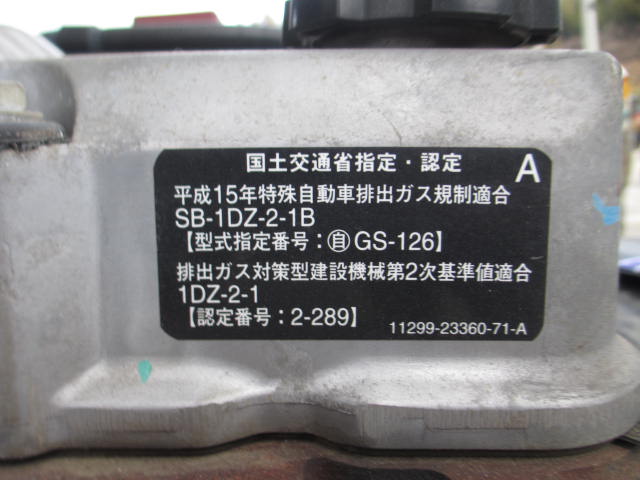 国土交通省指定・認定 A
平成15年特殊自動車排出ガス規制適合
SB-1DZ-2-1B
【型式指定番号:㊀GS-126】
排出ガス対策型建設機械第2次基準値適合
1DZ-2-1
【認定番号:2-289】 11299-23360-71-A